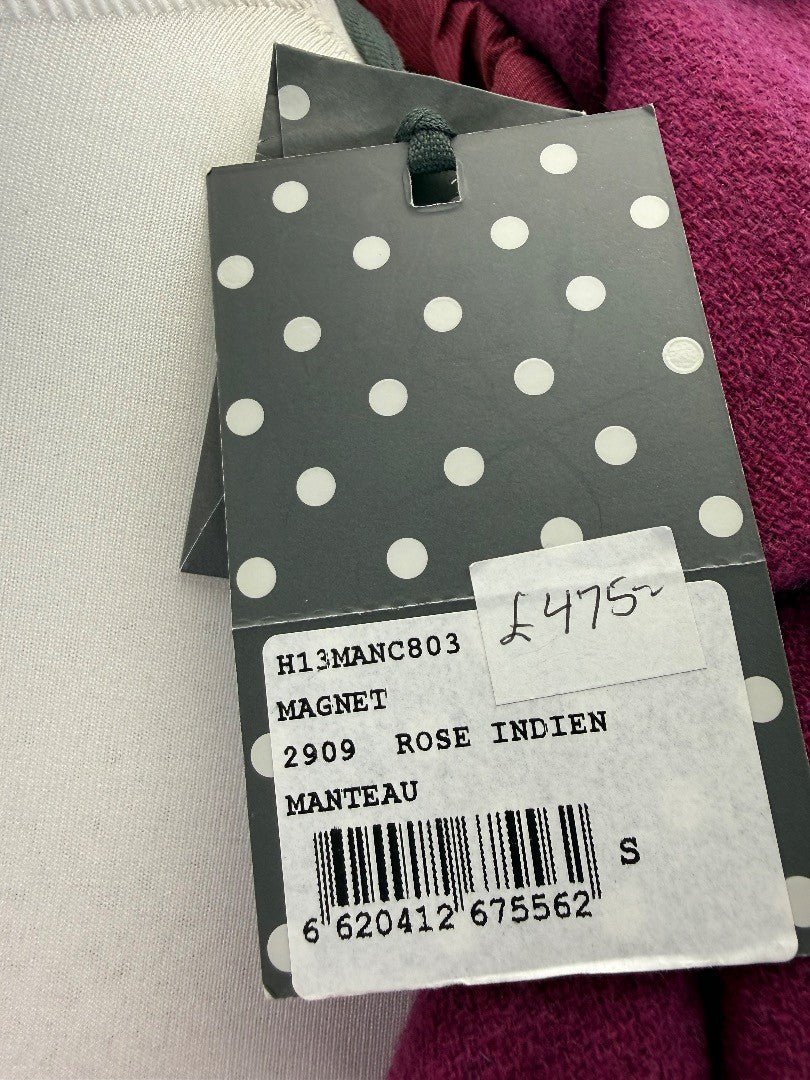 £475~
H13MANC803
MAGNET
2909 ROSE INDIEN
MANTEAU
S
6 620412 675562